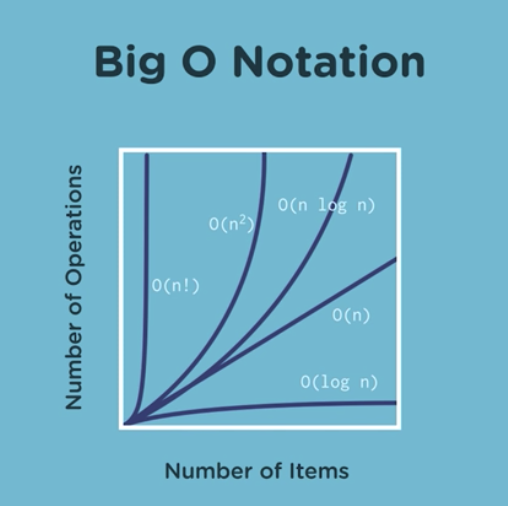 Big O Notation
Number of Operations
O(n log n)
O(n²)
O(n!)
O(n)
O(log n)
Number of Items